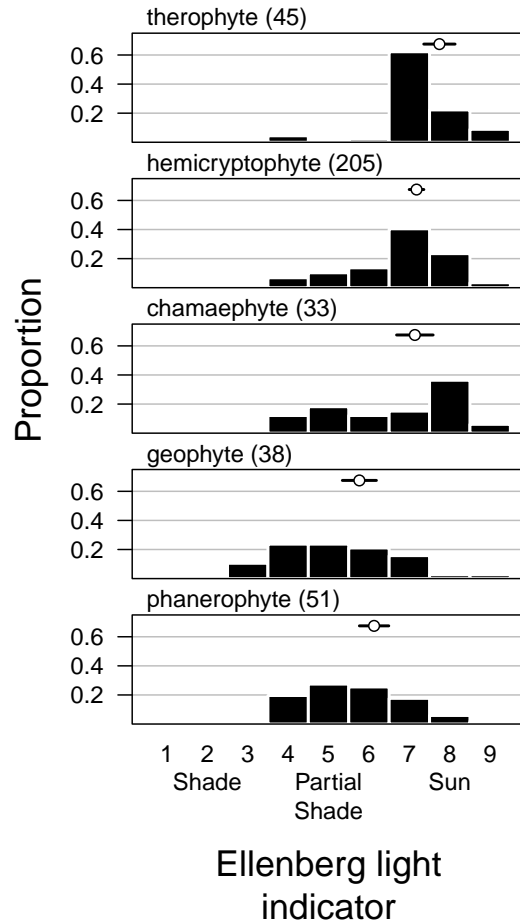 therophyte (45)
0.6
0.4
0.2
hemicryptophyte (205)
0.6
0.4
0.2
chamaephyte (33)
0.6
0.4
0.2
geophyte (38)
0.6
0.4
0.2
phanerophyte (51)
0.6
0.4
0.2
Proportion
1 2 3 4 5 6 7 8 9
Shade Partial Sun
Shade
Ellenberg light
indicator